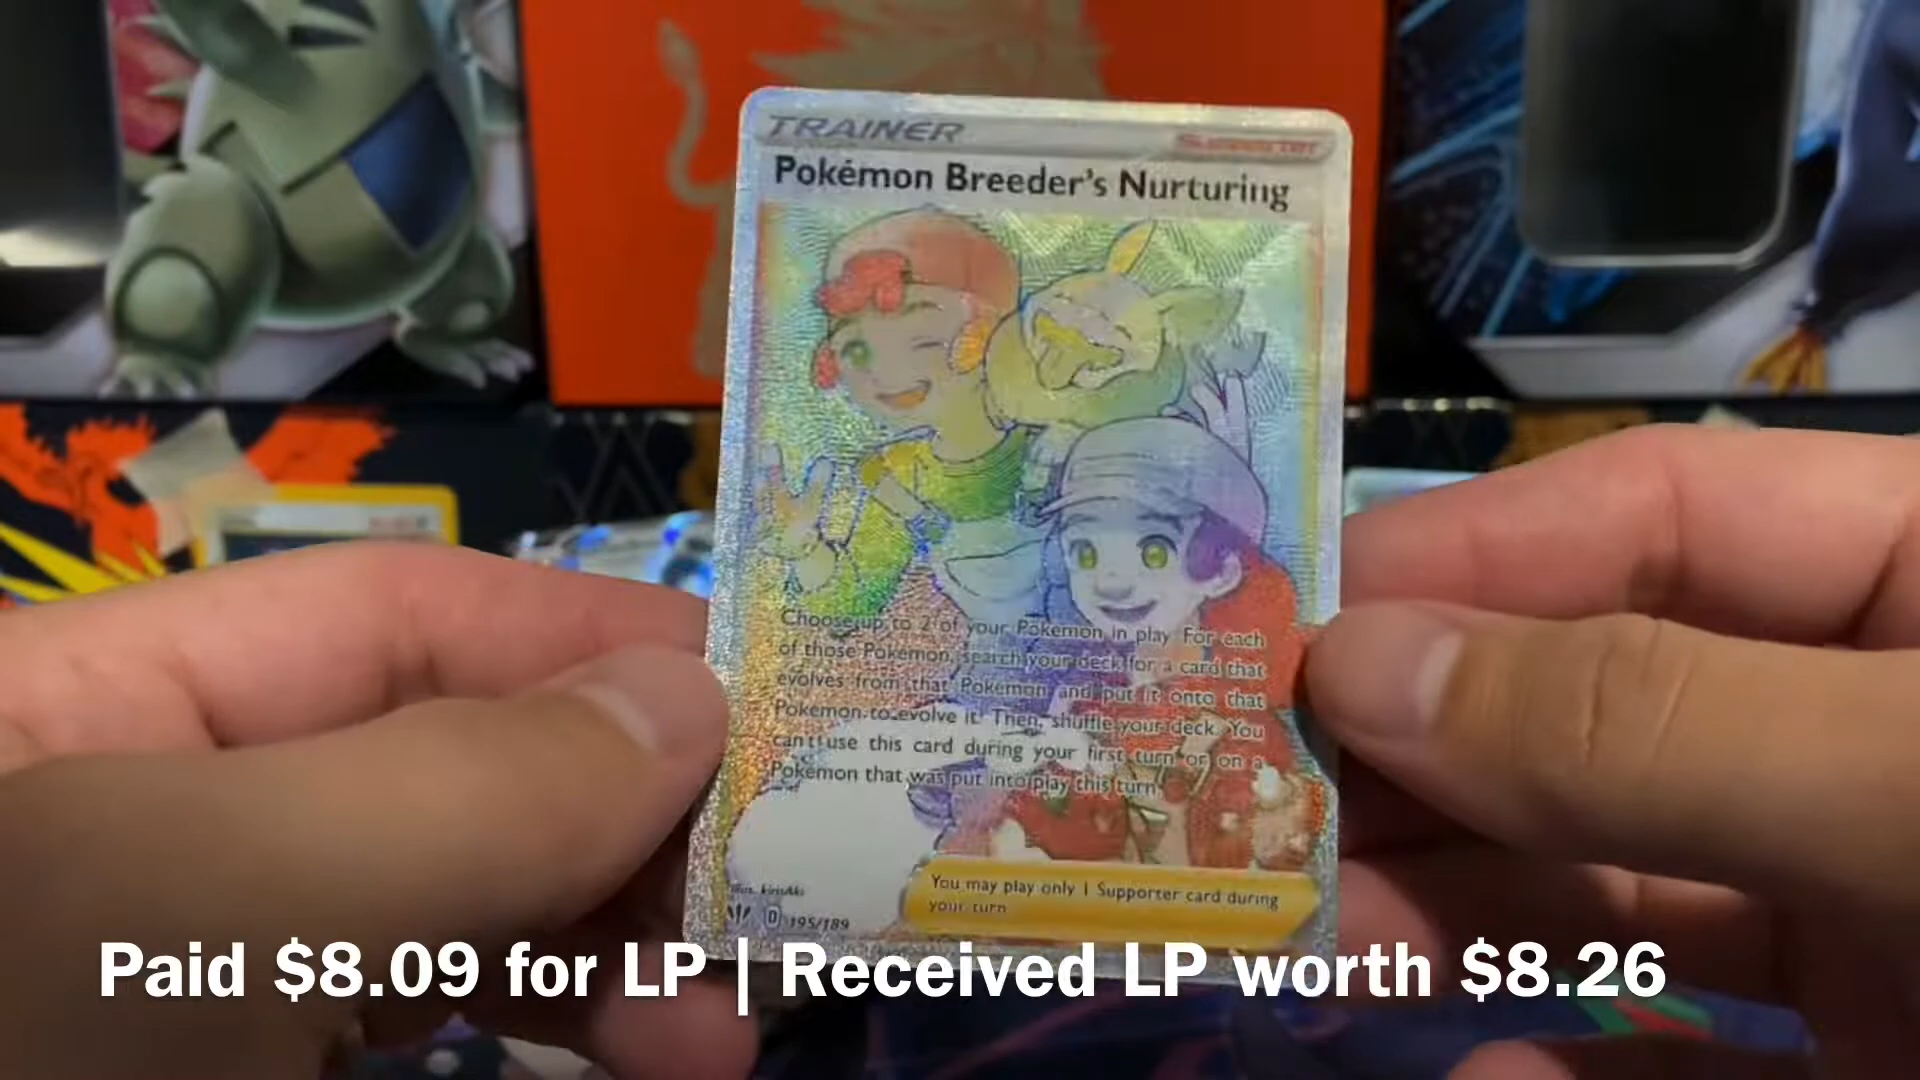 TRAINER
Supporter
Pokémon Breeder's Nurturing
Choose up to 2 of your Pokémon in play. For each
of those Pokémon, search your deck for a card that
evolves from that Pokémon and put it onto that
Pokémon to evolve it. Then, shuffle your deck. You
can't use this card during your first turn or on a
Pokémon that was put into play this turn.
You may play only 1 Supporter card during
your turn.
Illus. kirisAki
D 195/189
Paid $8.09 for LP | Received LP worth $8.26